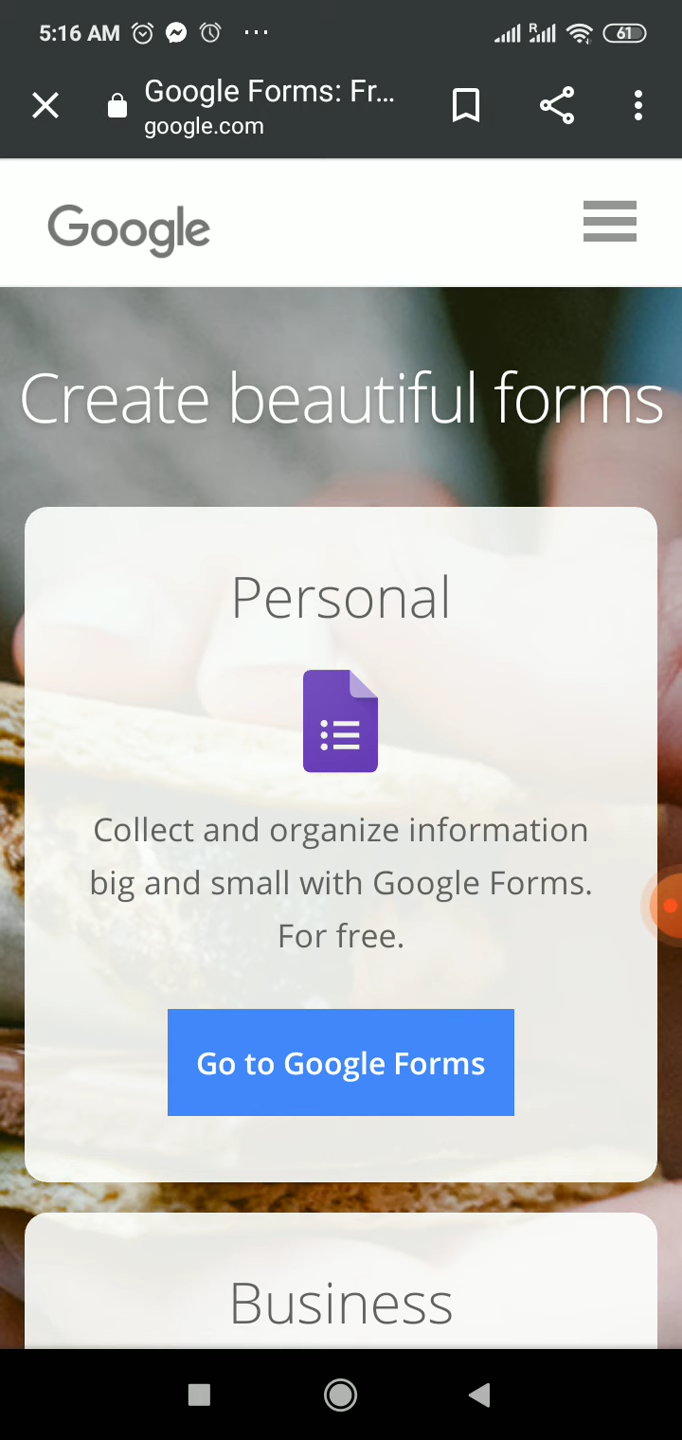 5:16 AM
R
61
Google Forms: Fr...
google.com
Google
Create beautiful forms
Personal
Collect and organize information
big and small with Google Forms.
For free.
Go to Google Forms
Business